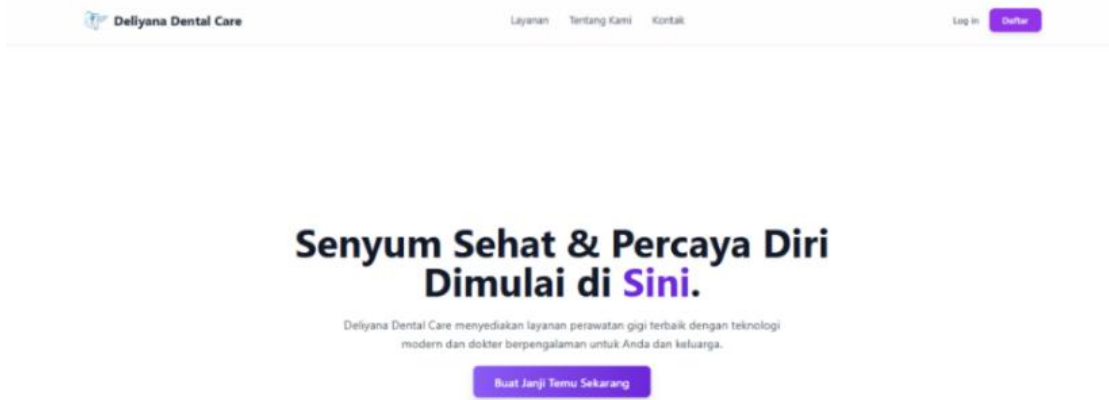 Deliyana Dental Care
Layanan Tentang Kami Kontak
Log in Daftar
Senyum Sehat & Percaya Diri
Dimulai di Sini.
Deliyana Dental Care menyediakan layanan perawatan gigi terbaik dengan teknologi
modern dan dokter berpengalaman untuk Anda dan keluarga.
Buat Janji Temu Sekarang